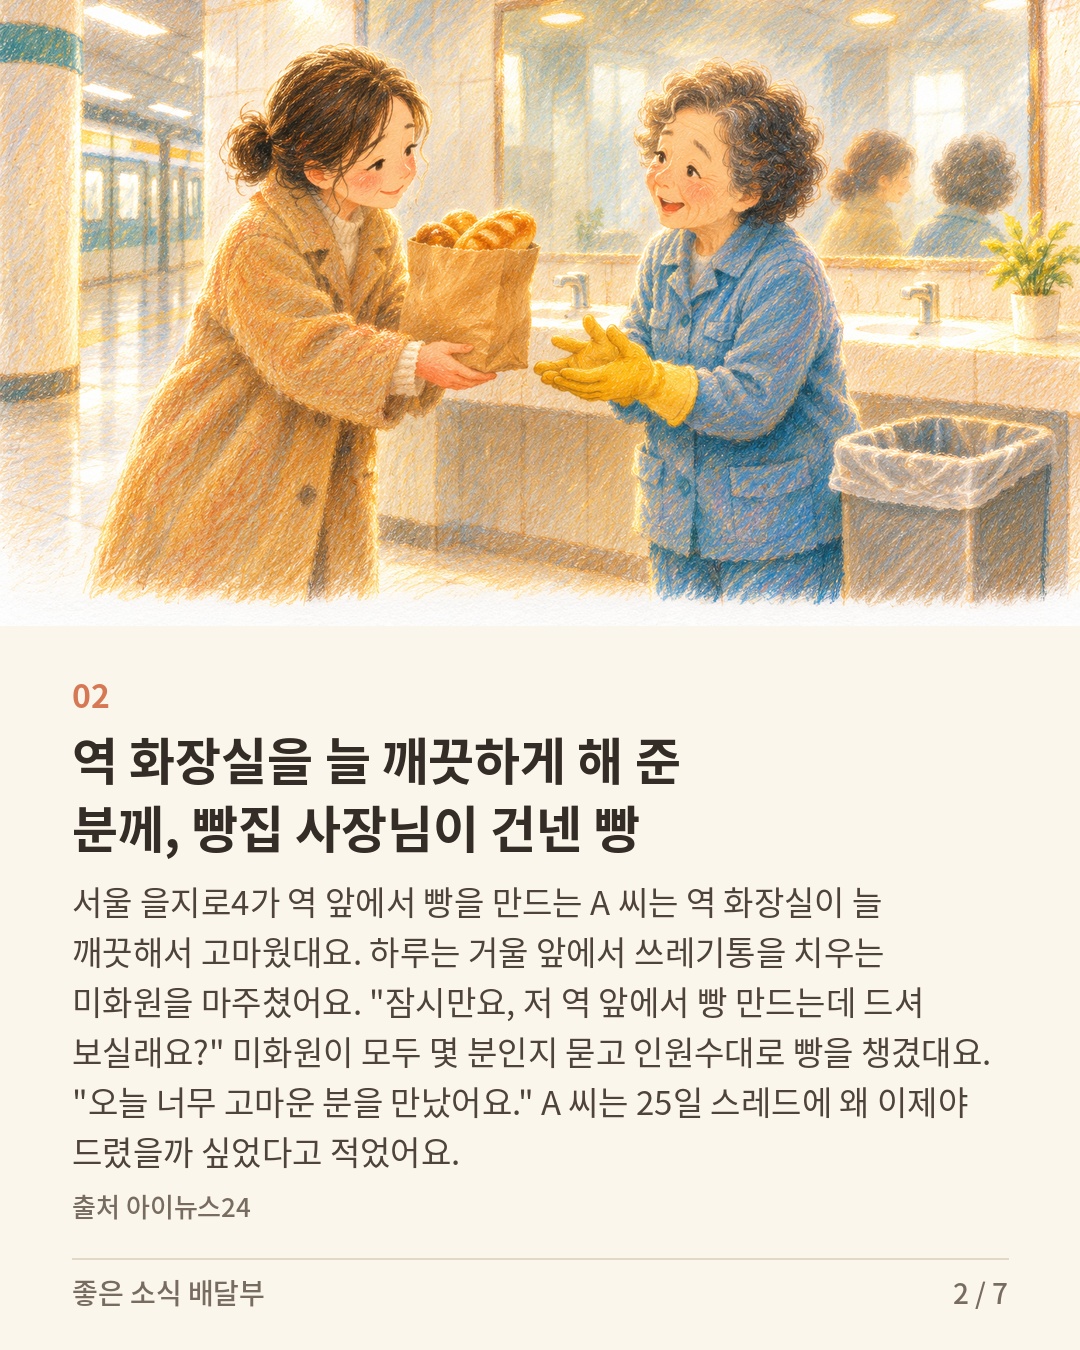 02
역 화장실을 늘 깨끗하게 해 준
분께, 빵집 사장님이 건넨 빵
서울 을지로4가 역 앞에서 빵을 만드는 A 씨는 역 화장실이 늘
깨끗해서 고마웠대요. 하루는 거울 앞에서 쓰레기통을 치우는
미화원을 마주쳤어요. "잠시만요, 저 역 앞에서 빵 만드는데 드셔
보실래요?" 미화원이 모두 몇 분인지 묻고 인원수대로 빵을 챙겼대요.
"오늘 너무 고마운 분을 만났어요." A 씨는 25일 스레드에 왜 이제야
드렸을까 싶었다고 적었어요.
출처 아이뉴스24
좋은 소식 배달부
2 / 7